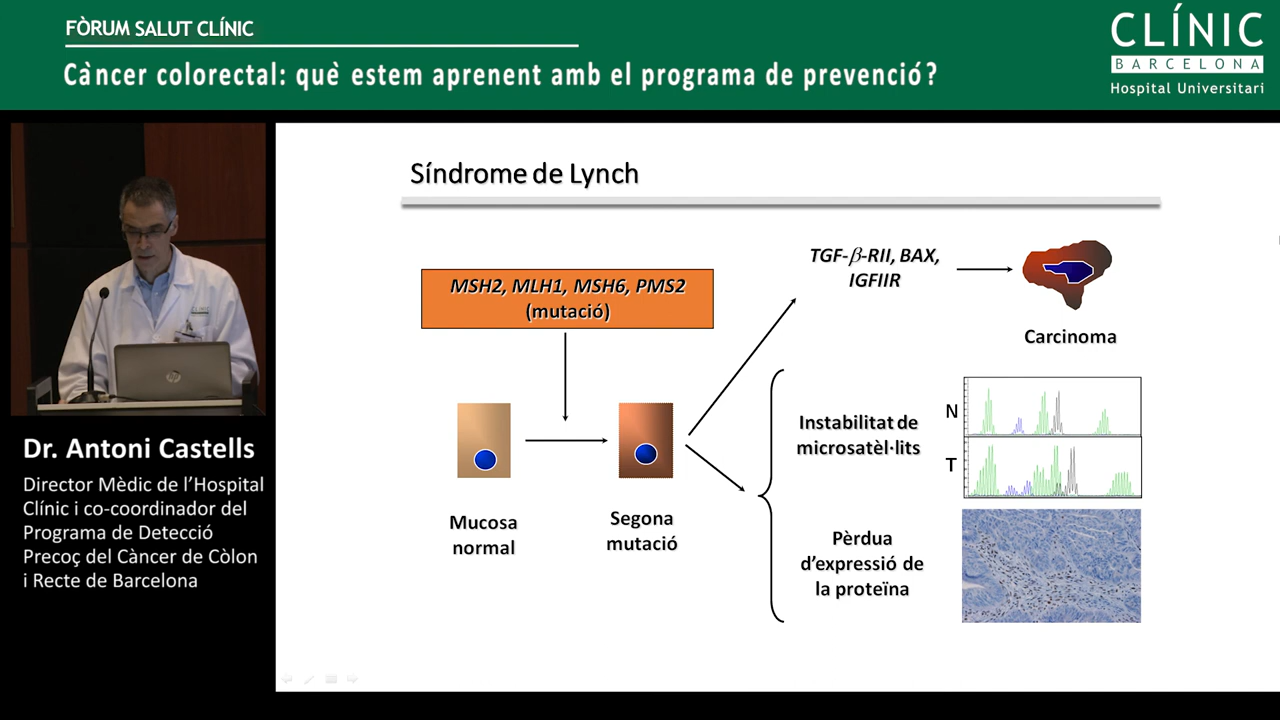 FÒRUM SALUT CLÍNIC
Càncer colorectal: què estem aprenent amb el programa de prevenció?
CLÍNIC
BARCELONA
Hospital Universitari
Síndrome de Lynch
MSH2, MLH1, MSH6, PMS2
(mutació)
TGF-β-RII, BAX,
IGFIIR
Carcinoma
Instabilitat de
microsatèl·lits
N
T
Mucosa
normal
Segona
mutació
Pèrdua
d'expressió de
la proteïna
CLÍNIC
hp
Dr. Antoni Castells
Director Mèdic de l'Hospital
Clínic i co-coordinador del
Programa de Detecció
Precoç del Càncer de Còlon
i Recte de Barcelona